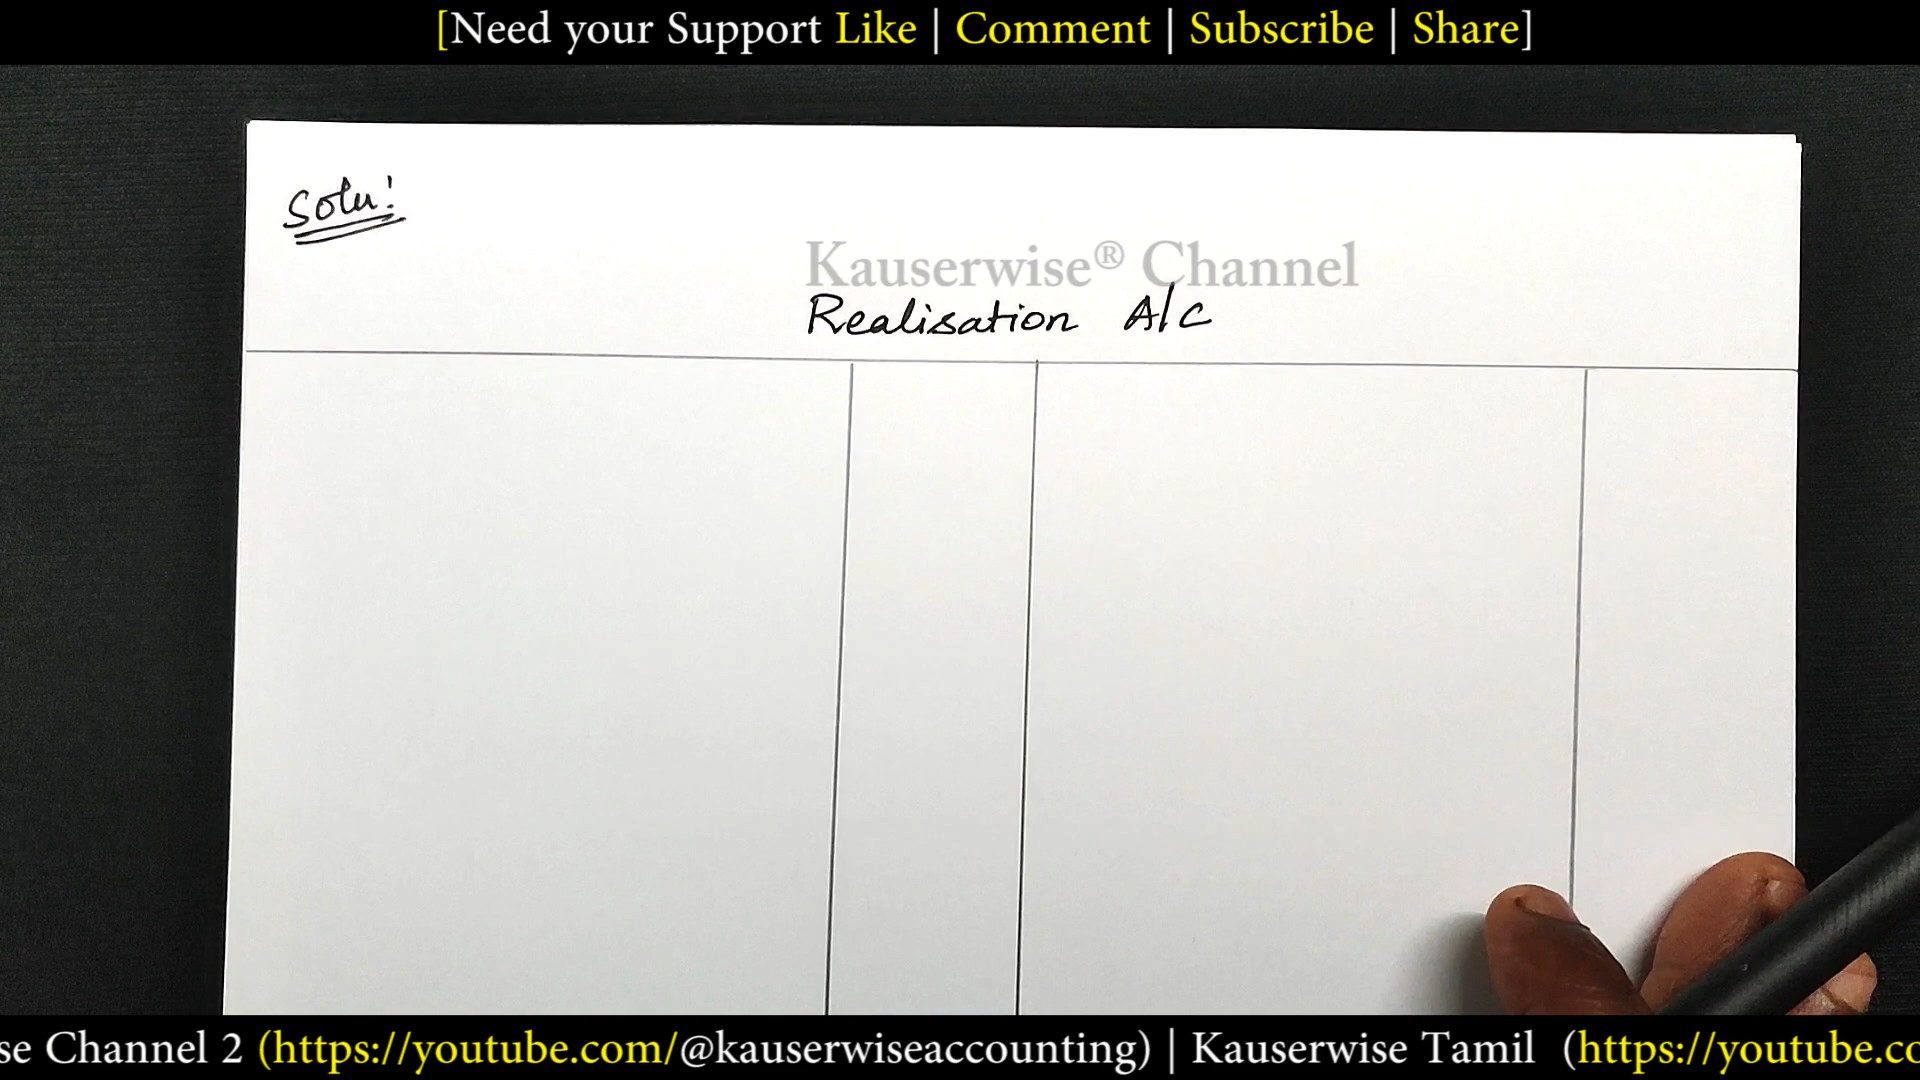 [Need your Support Like | Comment | Subscribe | Share]
Soln:
Kauserwise® Channel
Realisation A/C
se Channel 2 (https://youtube.com/@kauserwiseaccounting) | Kauserwise Tamil (https://youtube.co